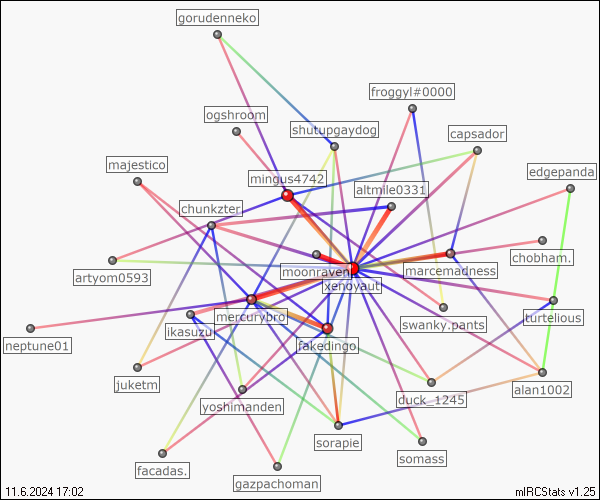 gorudenneko
froggyl#0000
ogshroom
shutupgaydog
capsador
majestico
edgepanda
mingus4742
altmile0331
chunkzter
chobham.
artyom0593
moonraven
marcemadness
xenoyaut
mercurybro
swanky.pants
turtelious
ikasuzu
neptune01
fakedingo
juketm
alan1002
yoshimanden
duck_1245
sorapie
somass
facadas.
gazpachoman
11.6.2024 17:02
mIRCStats v1.25